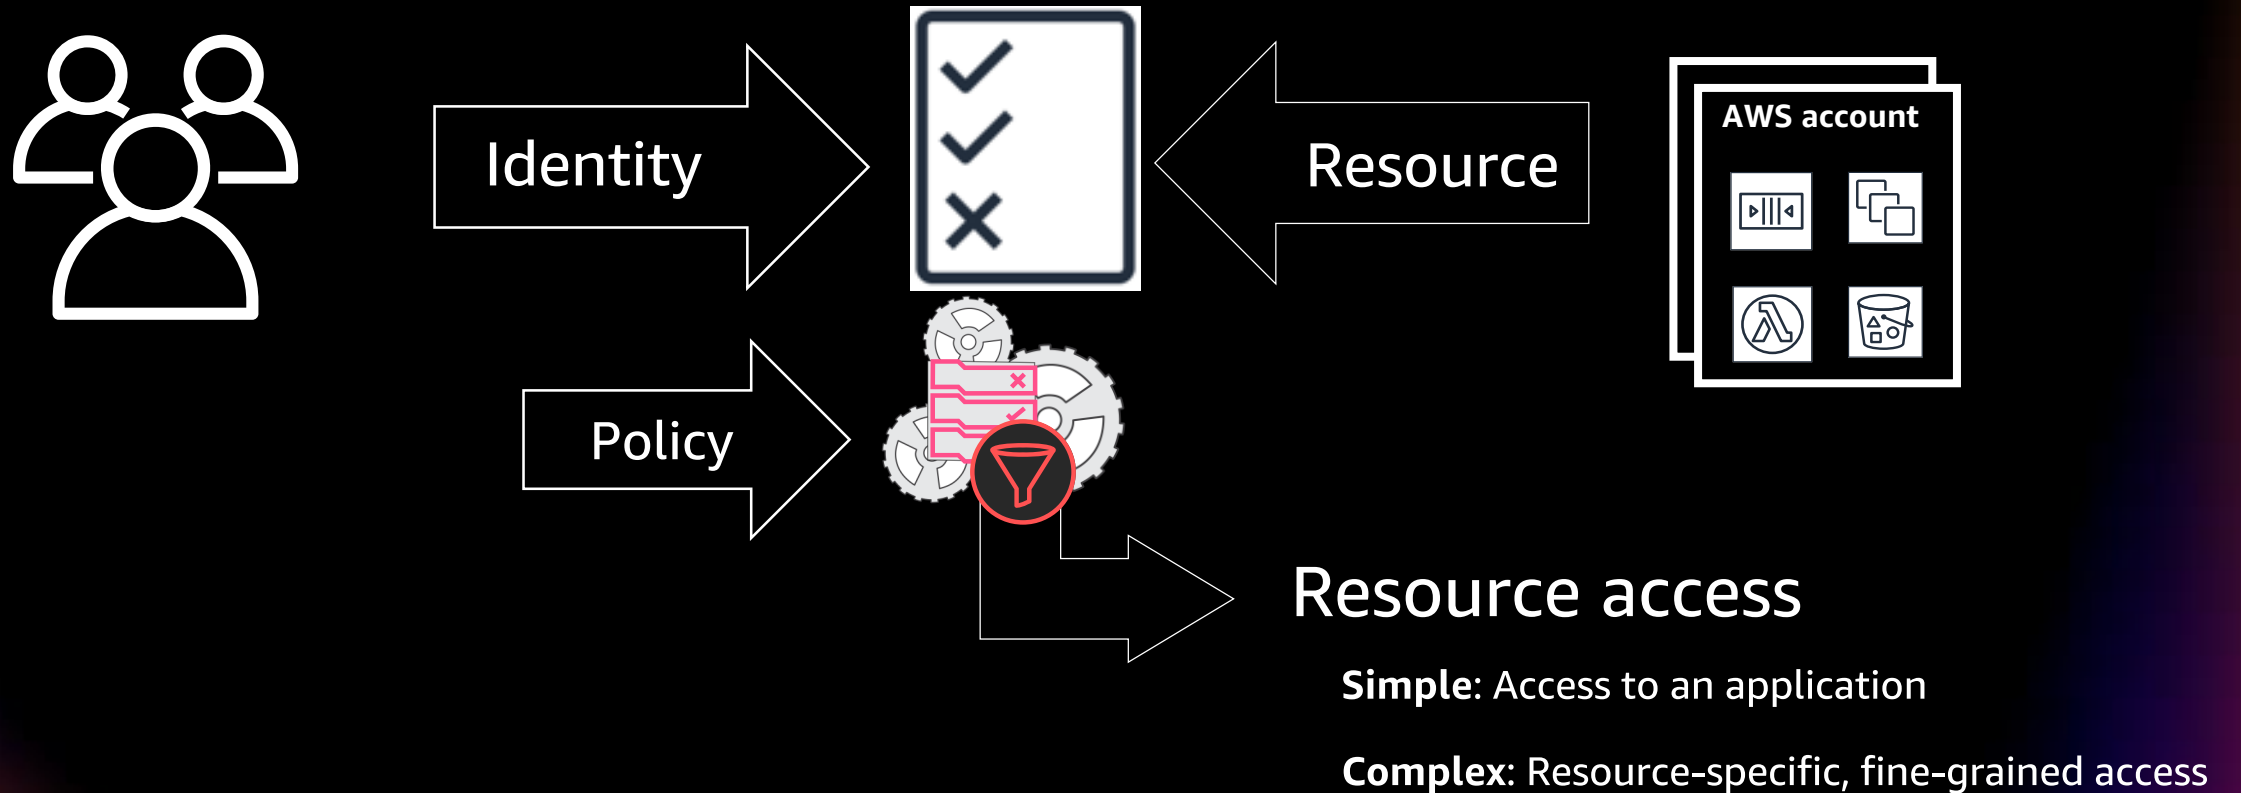 AWS account
Identity
Resource
Policy
Resource access
Simple: Access to an application
Complex: Resource-specific, fine-grained access